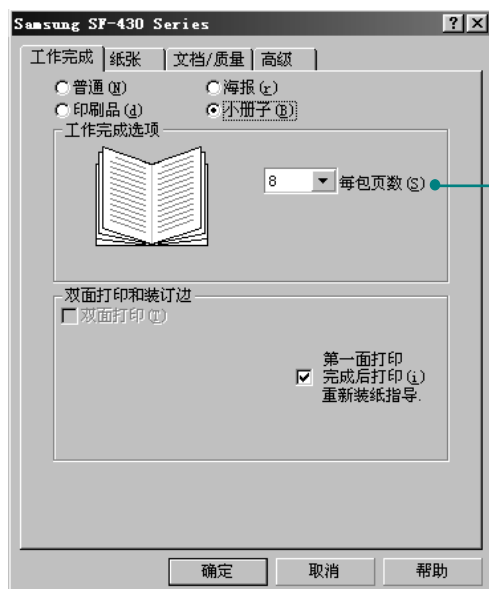 Samsung SF-430 Series
工作完成 纸张 文档/质量 高级
普通(N) 海报(r)
印刷品(d) 小册子(B)
工作完成选项
8 每包页数(S)
双面打印和装订边
双面打印(T)
第一面打印
完成后打印(i)
重新装纸指导.
确定 取消 帮助